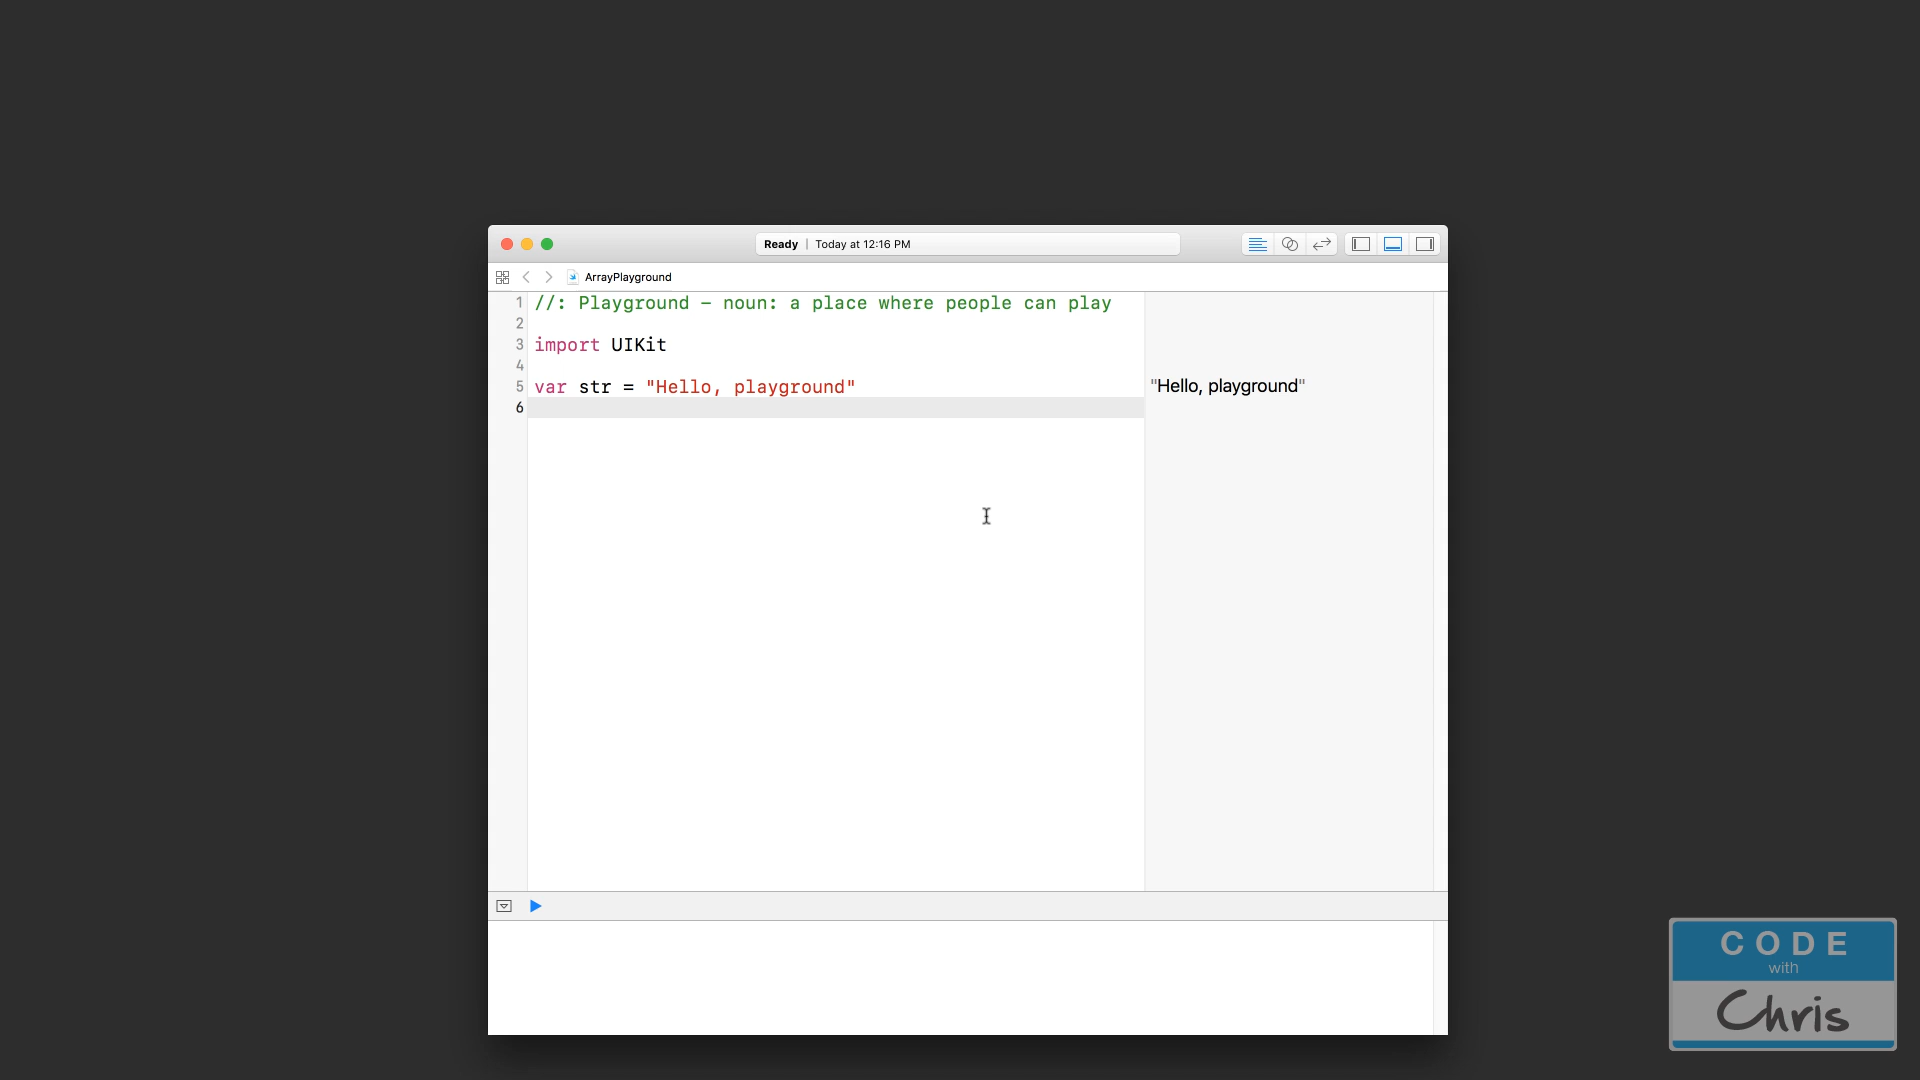 Ready | Today at 12:16 PM
ArrayPlayground
1 //: Playground – noun: a place where people can play
2
3 import UIKit
4
5 var str = "Hello, playground" "Hello, playground"
6
CODE
with
Chris